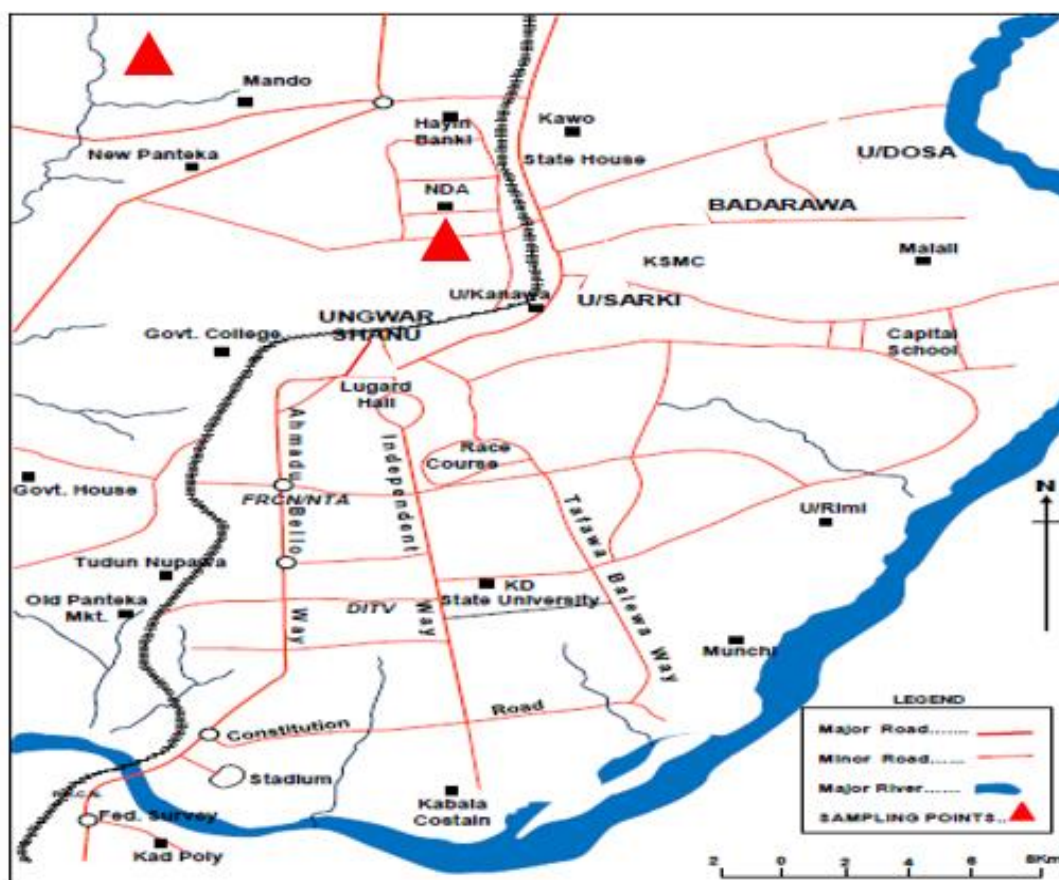 Mando
Hayin
Banki
Kawo
State House
New Panteka
U/DOSA
NDA
BADARAWA
KSMC
Malali
U/Kanawa
U/SARKI
UNGWAR
SHANU
Govt. College
Capital
School
Lugard
Hall
Ahmadu Bello Way
Independent Way
Race
Course
Tafawa Balewa Way
Govt. House
FRCN/NTA
N
U/Rimi
Tudun Nupawa
Old Panteka
Mkt.
DITV
KD
State University
Munchi
Constitution Road
Stadium
Kabala
Costain
Fed. Survey
Kad Poly
LEGEND
Major Road.......
Minor Road......
Major River.......
SAMPLING POINTS..
2 0 2 4 6 8Km